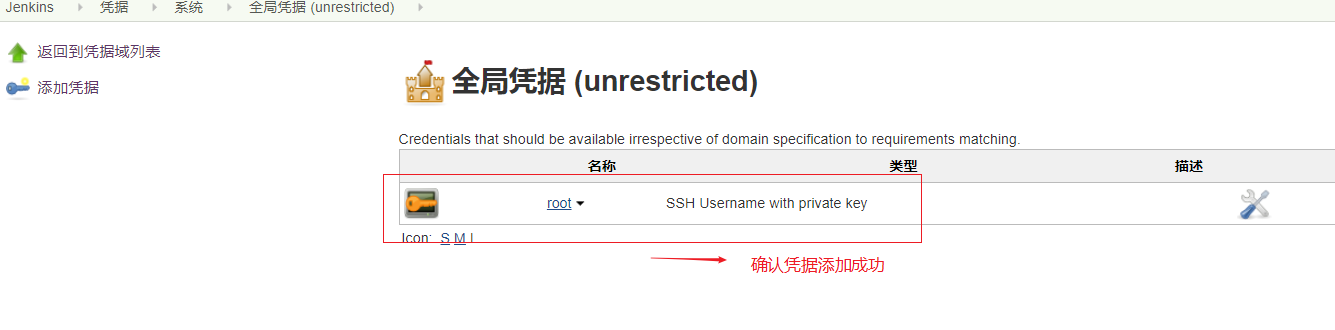 Jenkins 凭据 系统 全局凭据 (unrestricted)
返回到凭据域列表
添加凭据
全局凭据 (unrestricted)
Credentials that should be available irrespective of domain specification to requirements matching.
名称 类型 描述
root SSH Username with private key
Icon: S M L
确认凭据添加成功